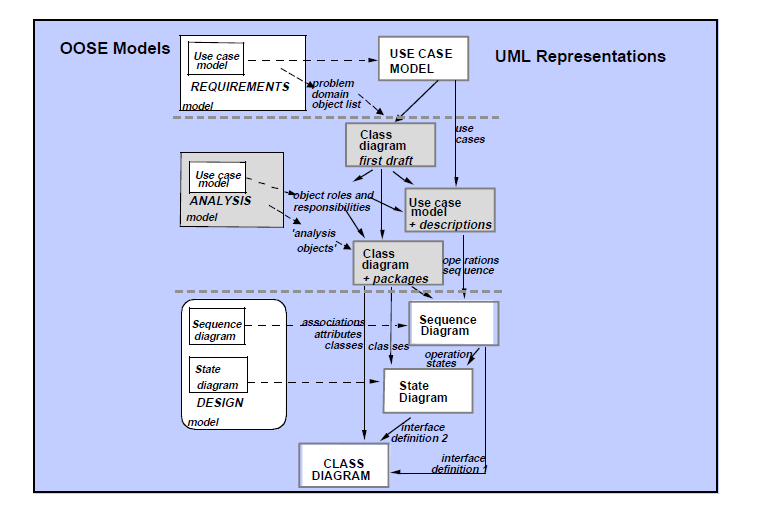 OOSE Models
UML Representations
Use case
model
REQUIREMENTS
model
problem
domain
object list
USE CASE
MODEL
use
cases
Class
diagram
first draft
Use case
model
ANALYSIS
model
object roles and
responsibilities
'analysis
objects'
Use case
model
+ descriptions
Class
diagram
+ packages
operations
sequence
Sequence
diagram
State
diagram
DESIGN
model
associations
attributes
classes
classes
Sequence
Diagram
operation
states
State
Diagram
interface
definition 2
CLASS
DIAGRAM
interface
definition 1